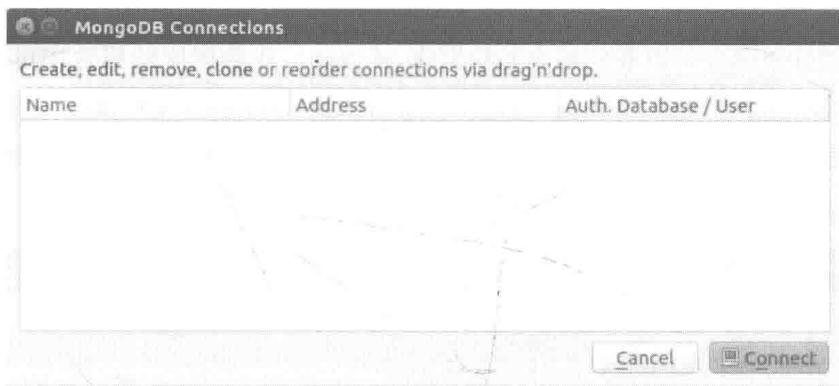 MongoDB Connections
Create, edit, remove, clone or reorder connections via drag'n'drop.
Name Address Auth. Database / User
Cancel Connect